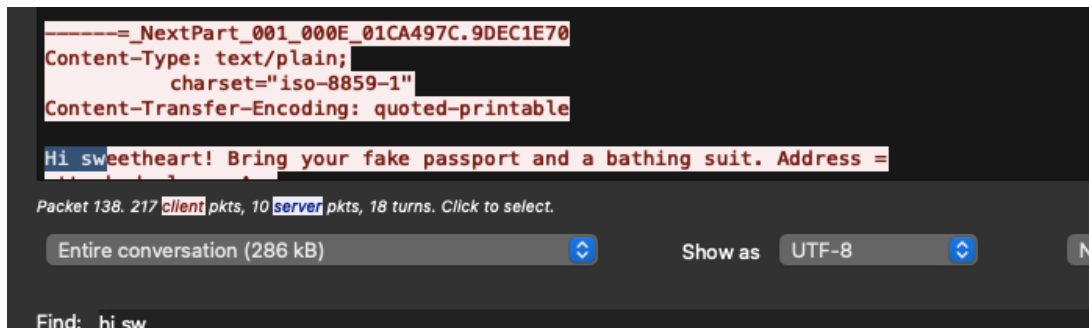 ------=_NextPart_001_000E_01CA497C.9DEC1E70
Content-Type: text/plain;
charset="iso-8859-1"
Content-Transfer-Encoding: quoted-printable
Hi sweetheart! Bring your fake passport and a bathing suit. Address =
Packet 138. 217 client pkts, 10 server pkts, 18 turns. Click to select.
Entire conversation (286 kB)
Show as UTF-8
Find: hi sw